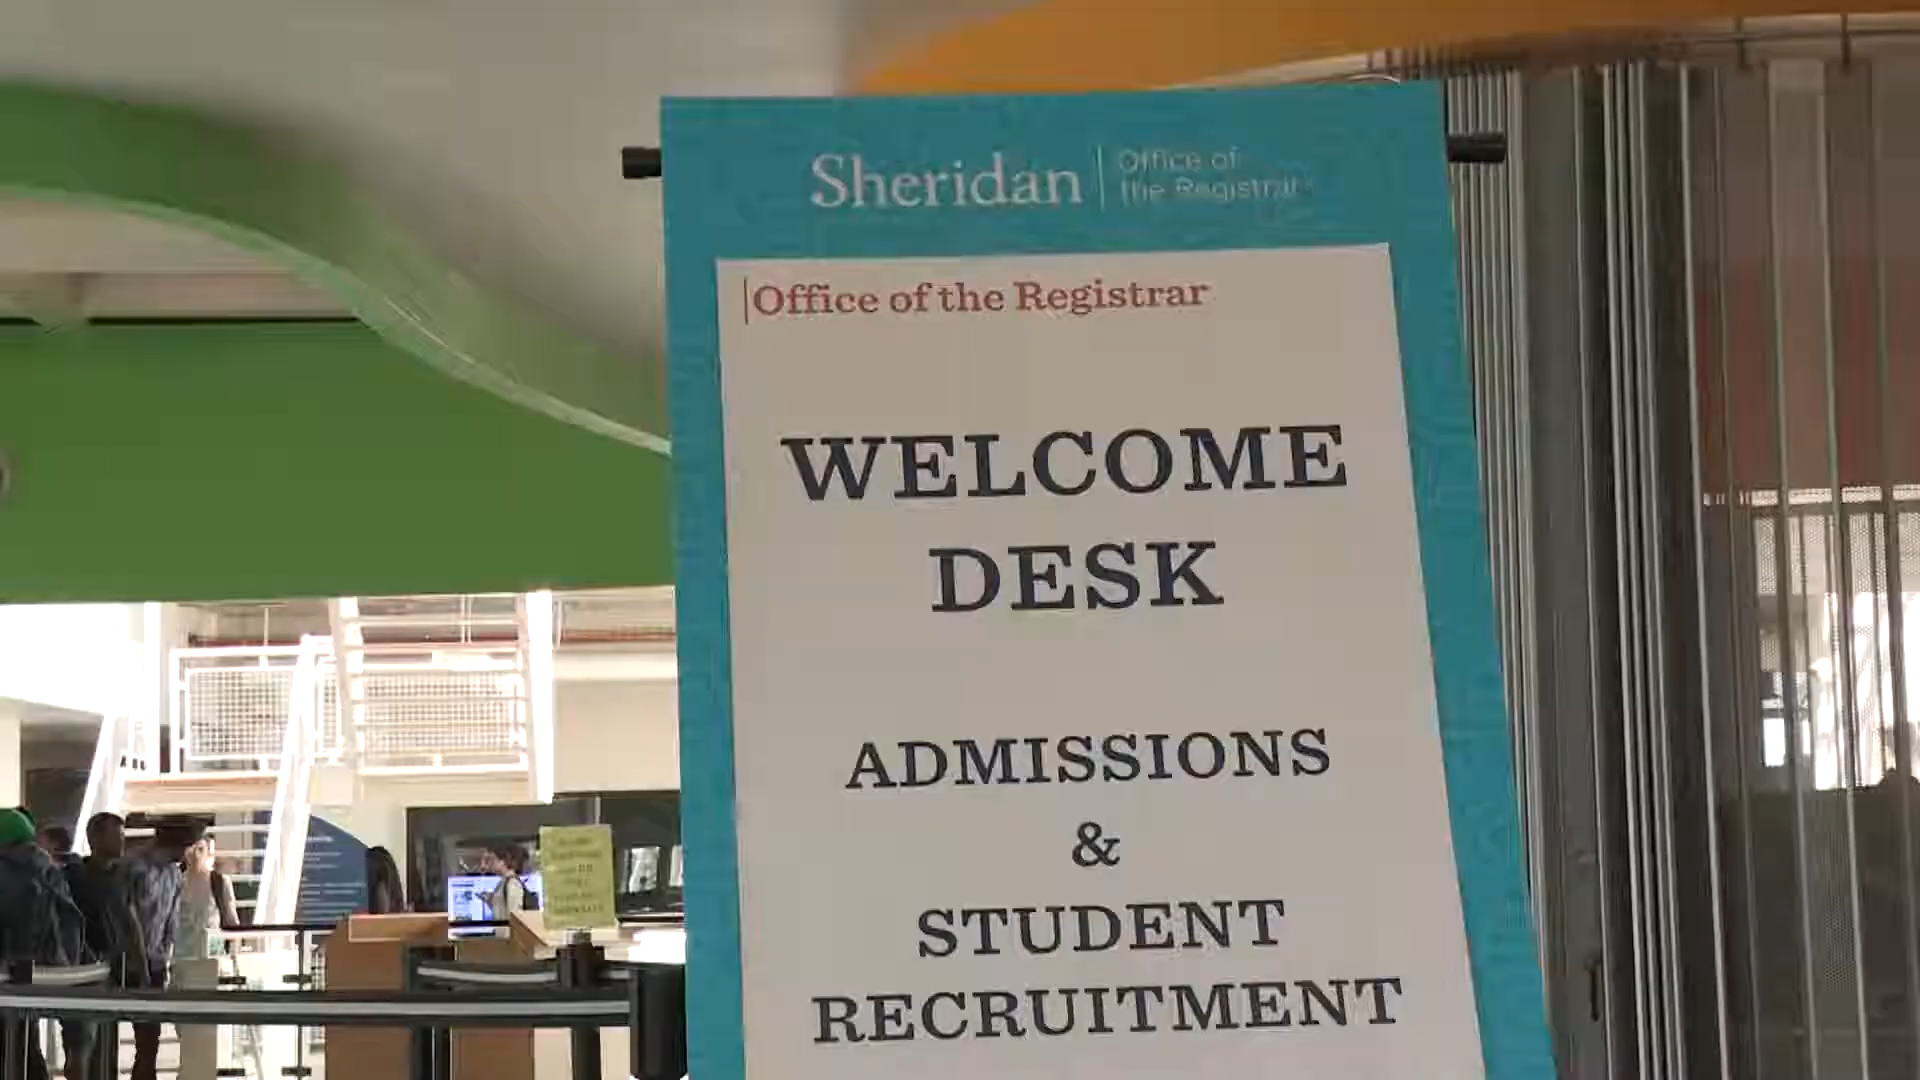 Sheridan
Office of
the Registrar
Office of the Registrar
WELCOME
DESK
ADMISSIONS
&
STUDENT
RECRUITMENT